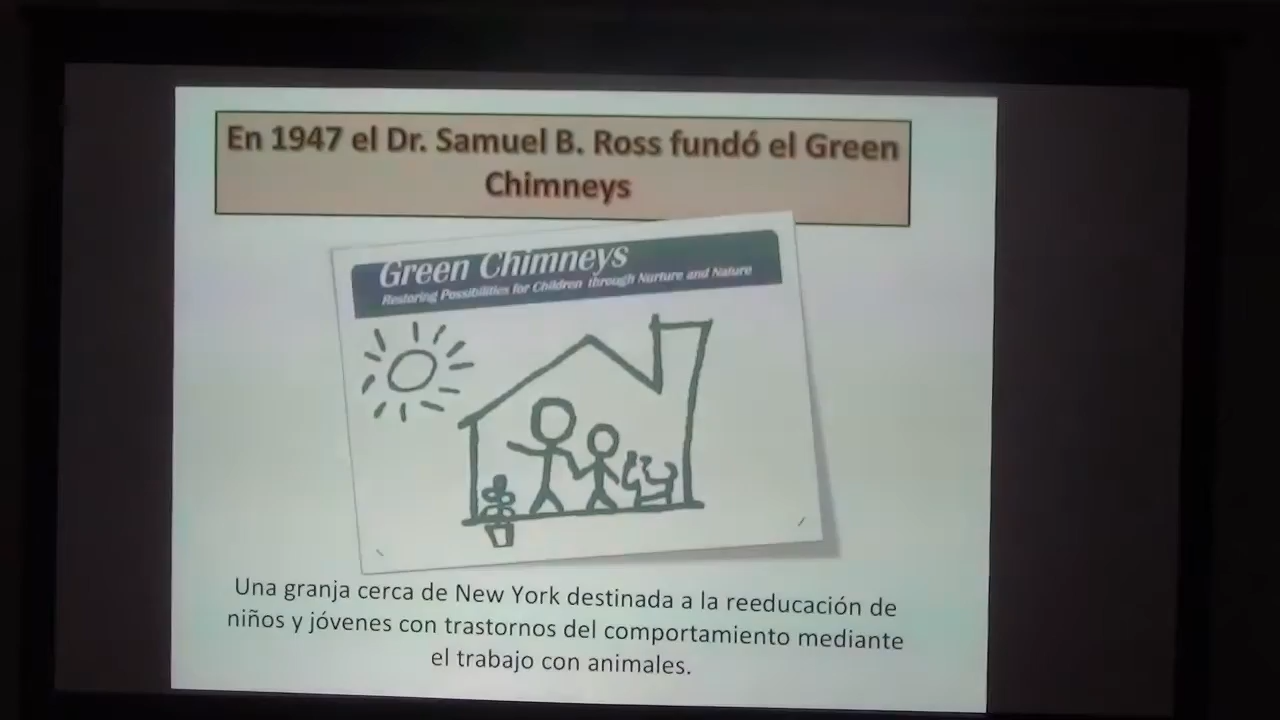 En 1947 el Dr. Samuel B. Ross fundó el Green
Chimneys
Green Chimneys
Restoring Possibilities for Children through Nurture and Nature
Una granja cerca de New York destinada a la reeducación de
niños y jóvenes con trastornos del comportamiento mediante
el trabajo con animales.